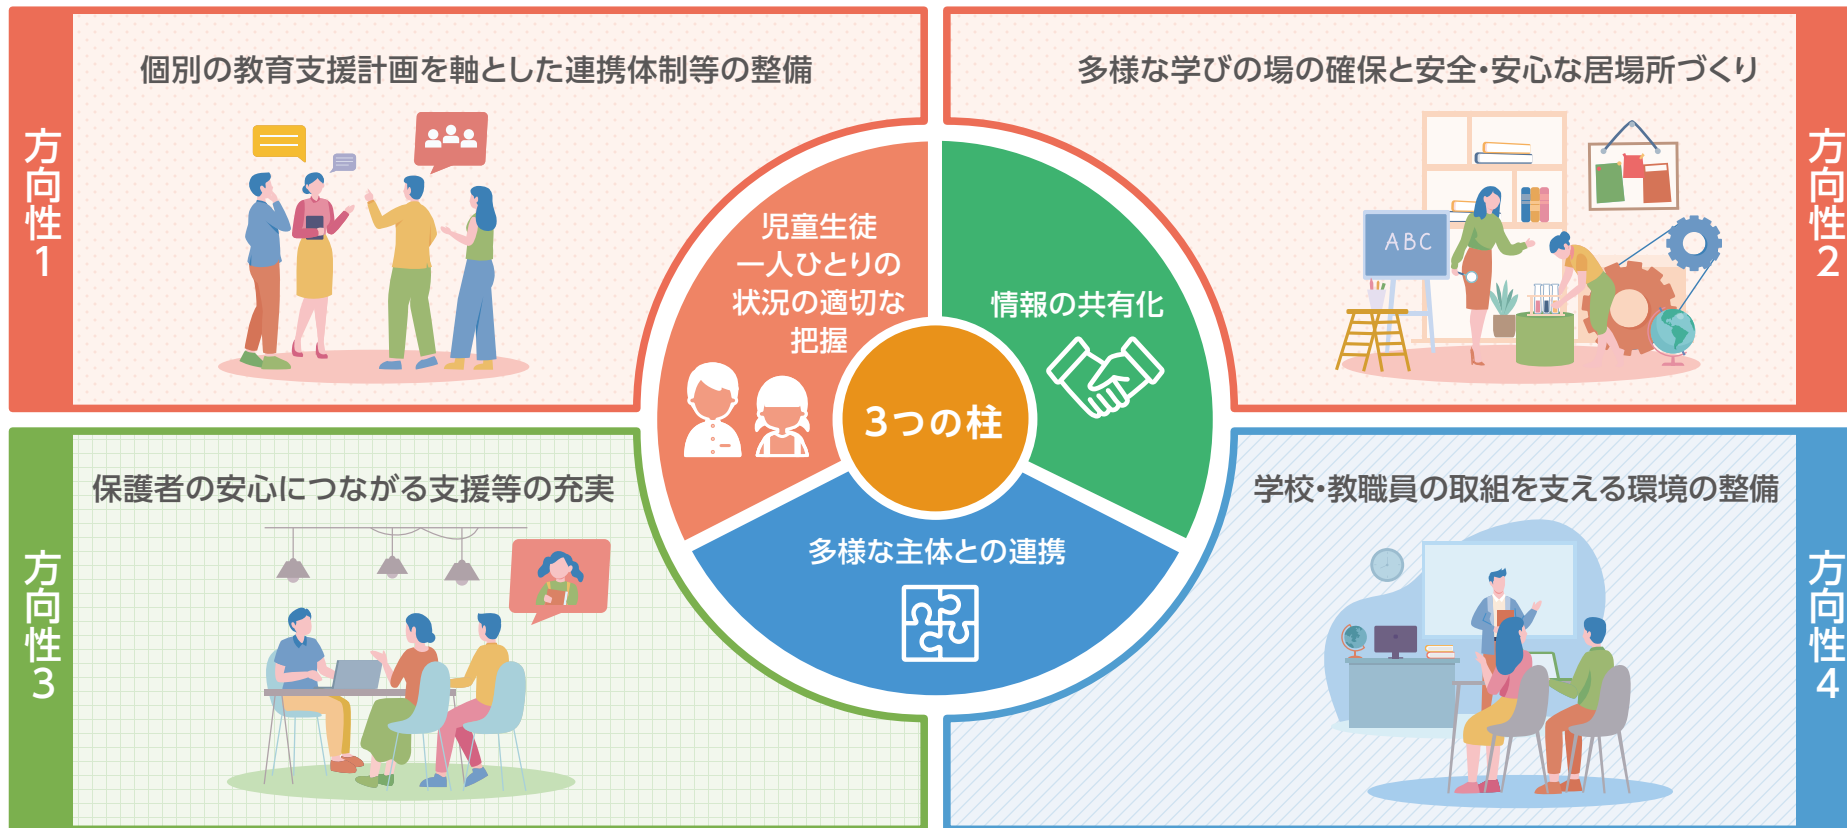 方向性1
個別の教育支援計画を軸とした連携体制等の整備
多様な学びの場の確保と安全・安心な居場所づくり
方向性2
ABC
児童生徒
一人ひとりの
状況の適切な
把握
情報の共有化
3つの柱
多様な主体との連携
方向性3
保護者の安心につながる支援等の充実
学校・教職員の取組を支える環境の整備
方向性4